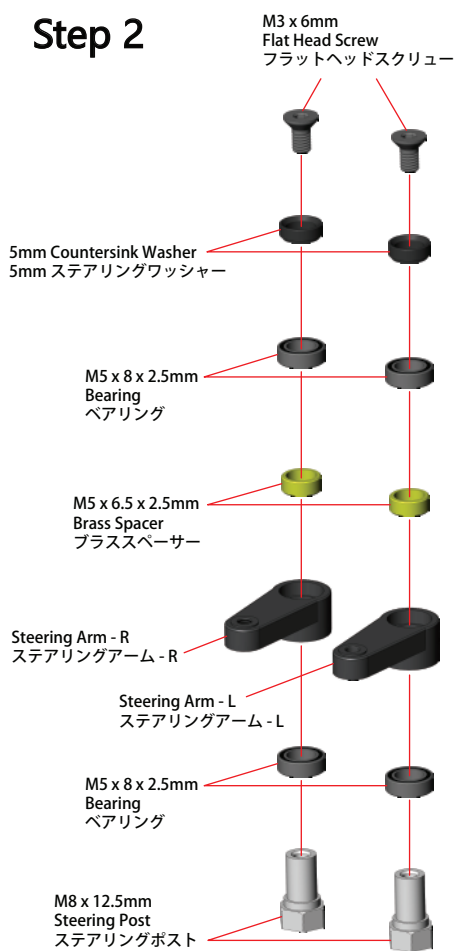 Step 2
M3 x 6mm
Flat Head Screw
フラットヘッドスクリュー
5mm Countersink Washer
5mm ステアリングワッシャー
M5 x 8 x 2.5mm
Bearing
ベアリング
M5 x 6.5 x 2.5mm
Brass Spacer
ブラススペーサー
Steering Arm - R
ステアリングアーム - R
Steering Arm - L
ステアリングアーム - L
M5 x 8 x 2.5mm
Bearing
ベアリング
M8 x 12.5mm
Steering Post
ステアリングポスト